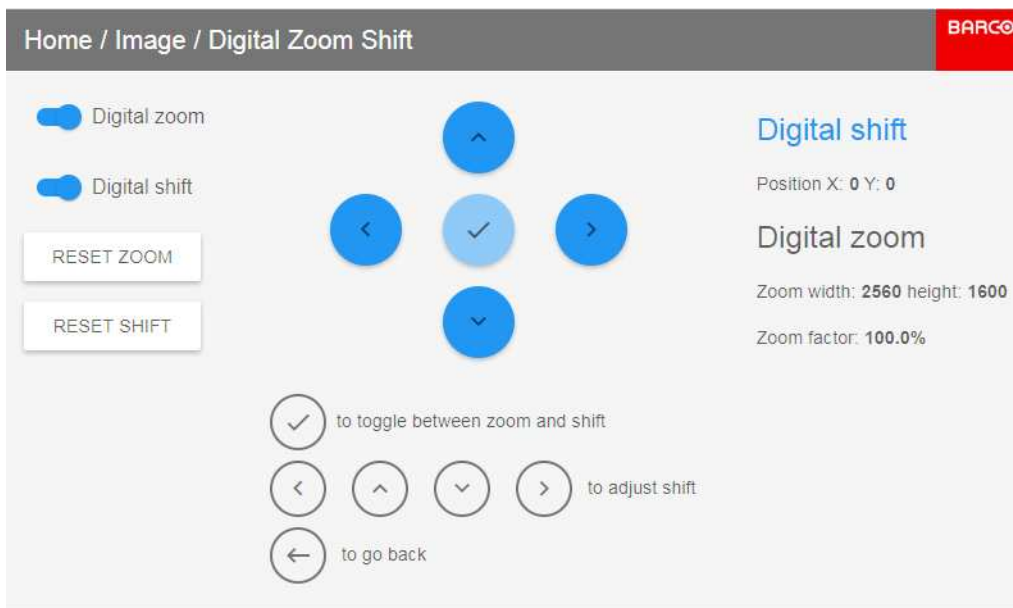 Home / Image / Digital Zoom Shift
BARCO
Digital zoom
Digital shift
RESET ZOOM
RESET SHIFT
Digital shift
Position X: 0 Y: 0
Digital zoom
Zoom width: 2560 height: 1600
Zoom factor: 100.0%
to toggle between zoom and shift
to adjust shift
to go back